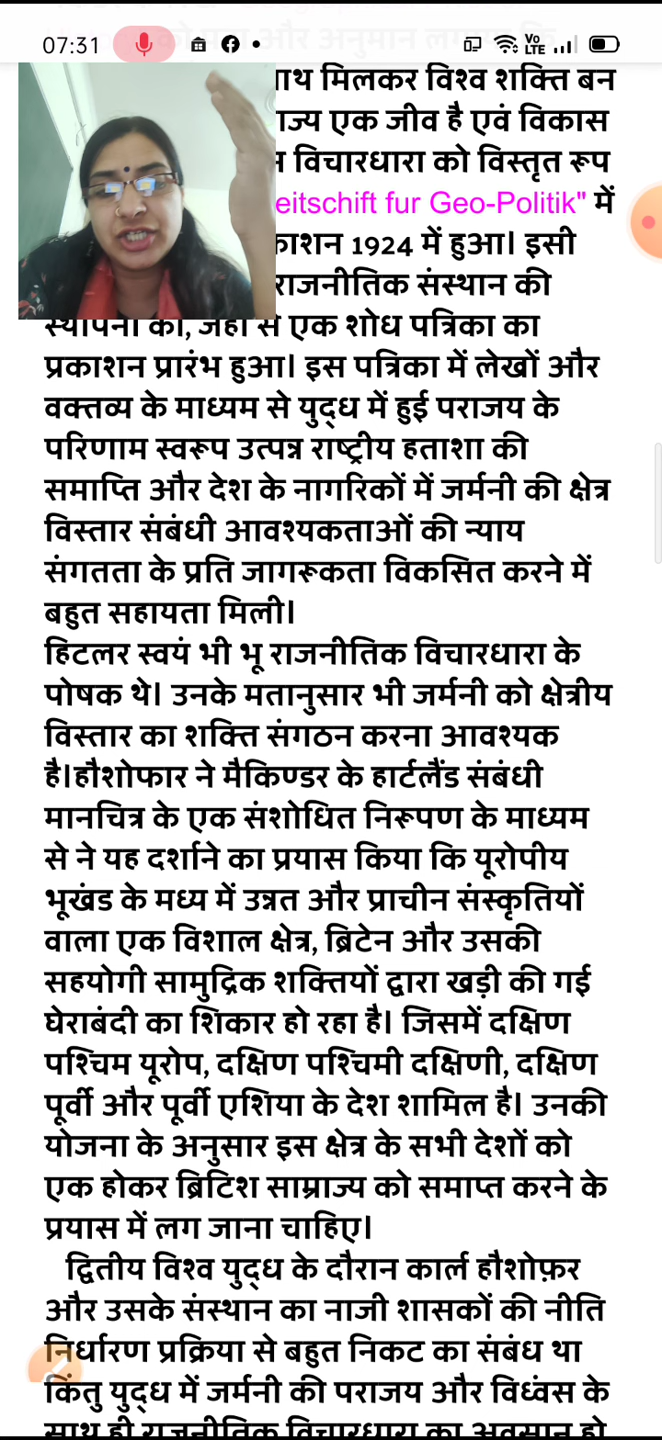 07:31
Vo LTE
मिलकर विश्व शक्ति बन
एक जीव है एवं विकास
विचारधारा को विस्तृत रूप
fur Geo-Politik" में
1924 में हुआ। इसी
संस्थान की
से एक शोध पत्रिका का
प्रकाशन प्रारंभ हुआ। इस पत्रिका में लेखों और
वक्तव्य के माध्यम से युद्ध में हुई पराजय के
परिणाम स्वरूप उत्पन्न राष्ट्रीय हताशा की
समाप्ति और देश के नागरिकों में जर्मनी की क्षेत्र
विस्तार संबंधी आवश्यकताओं की न्याय
संगतता के प्रति जागरूकता विकसित करने में
बहुत सहायता मिली।
हिटलर स्वयं भी भू राजनीतिक विचारधारा के
पोषक थे। उनके मतानुसार भी जर्मनी को क्षेत्रीय
विस्तार का शक्ति संगठन करना आवश्यक
है।हौशोफार ने मैकिण्डर के हार्टलैंड संबंधी
मानचित्र के एक संशोधित निरूपण के माध्यम
से ने यह दर्शाने का प्रयास किया कि यूरोपीय
भूखंड के मध्य में उन्नत और प्राचीन संस्कृतियों
वाला एक विशाल क्षेत्र, ब्रिटेन और उसकी
सहयोगी सामुद्रिक शक्तियों द्वारा खड़ी की गई
घेराबंदी का शिकार हो रहा है। जिसमें दक्षिण
पश्चिम यूरोप, दक्षिण पश्चिमी दक्षिणी, दक्षिण
पूर्वी और पूर्वी एशिया के देश शामिल है। उनकी
योजना के अनुसार इस क्षेत्र के सभी देशों को
एक होकर ब्रिटिश साम्राज्य को समाप्त करने के
प्रयास में लग जाना चाहिए।
द्वितीय विश्व युद्ध के दौरान कार्ल हौशोफ़र
और उसके संस्थान का नाजी शासकों की नीति
निर्धारण प्रक्रिया से बहुत निकट का संबंध था
किंतु युद्ध में जर्मनी की पराजय और विध्वंस के
साथ ही राजनीतिक विचारधारा का अवसान हो